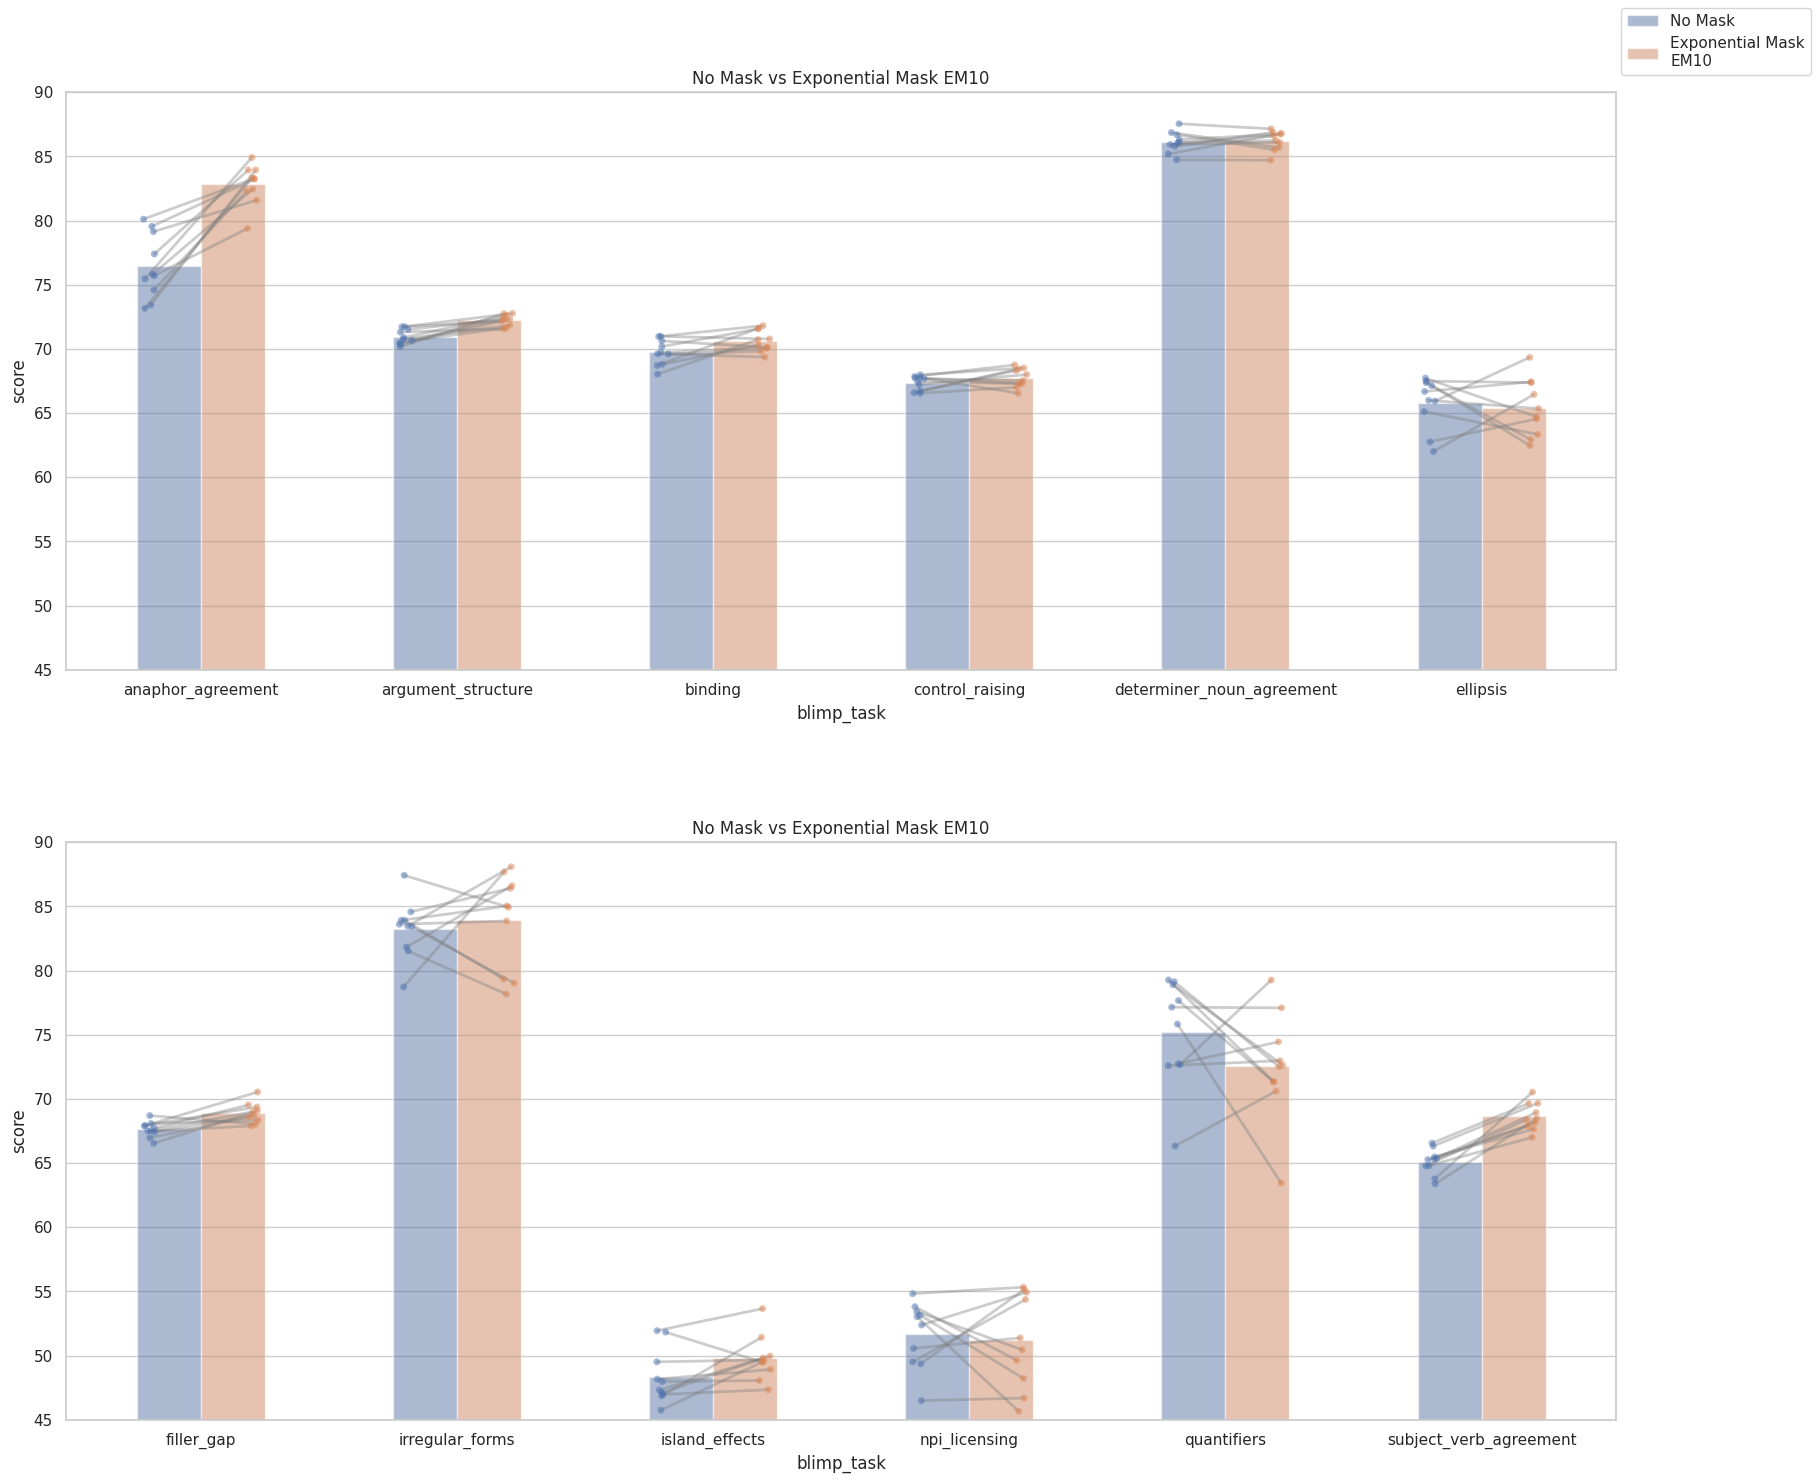 No Mask
Exponential Mask
EM10
No Mask vs Exponential Mask EM10
90
85
80
75
70
65
60
55
50
45
score
anaphor_agreement argument_structure binding control_raising determiner_noun_agreement ellipsis
blimp_task
No Mask vs Exponential Mask EM10
90
85
80
75
70
65
60
55
50
45
score
filler_gap irregular_forms island_effects npi_licensing quantifiers subject_verb_agreement
blimp_task